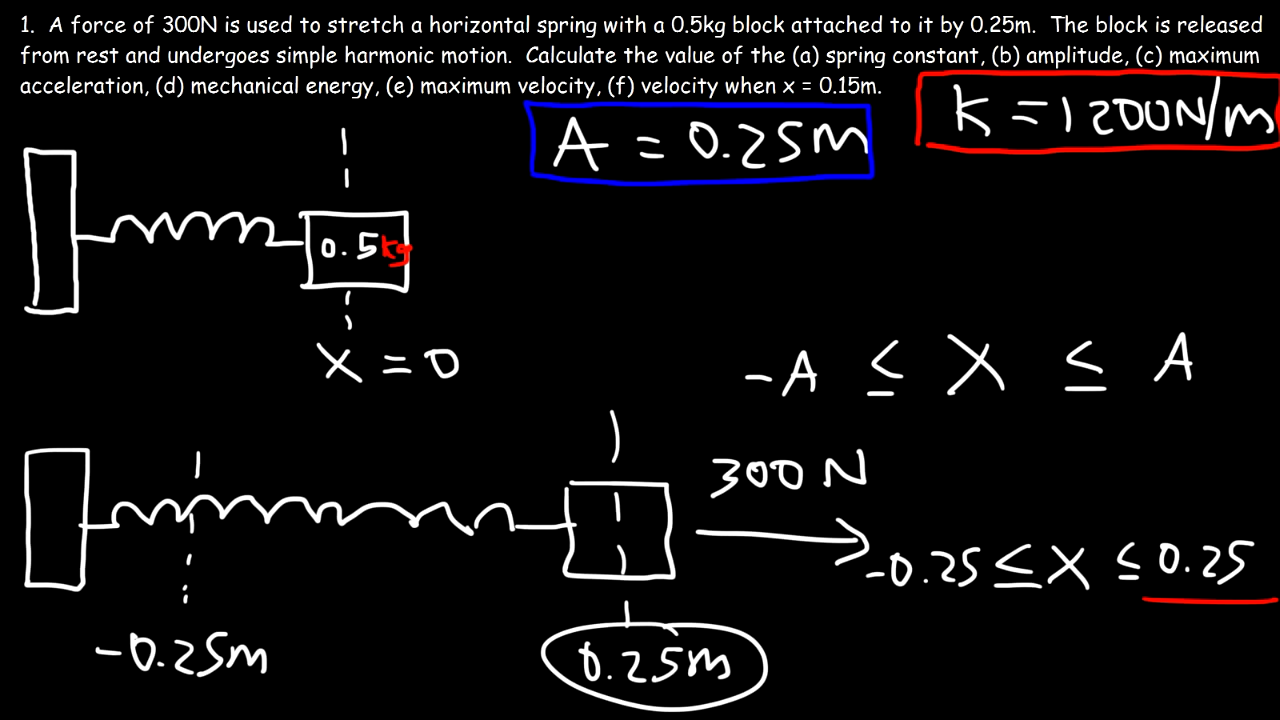 1. A force of 300N is used to stretch a horizontal spring with a 0.5kg block attached to it by 0.25m. The block is released
from rest and undergoes simple harmonic motion. Calculate the value of the (a) spring constant, (b) amplitude, (c) maximum
acceleration, (d) mechanical energy, (e) maximum velocity, (f) velocity when x = 0.15m.
A = 0.25m
K = 1200N/m
0.5kg
x = 0
-A ≤ X ≤ A
300 N
-0.25 ≤ X ≤ 0.25
-0.25m
0.25m